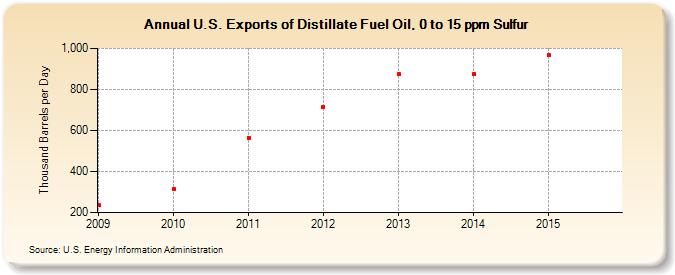 Annual U.S. Exports of Distillate Fuel Oil, 0 to 15 ppm Sulfur
Thousand Barrels per Day
1,000
800
600
400
200
2009 2010 2011 2012 2013 2014 2015
Source: U.S. Energy Information Administration